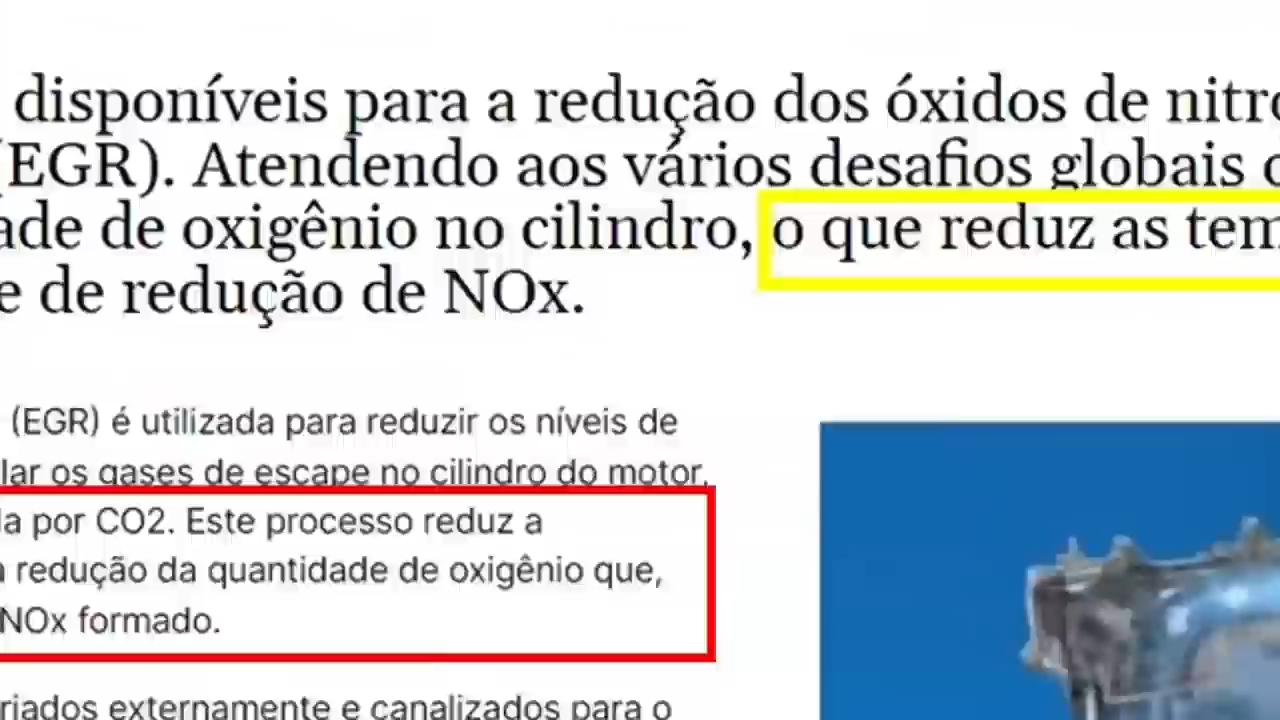 disponíveis para a redução dos óxidos de nitro
(EGR). Atendendo aos vários desafios globais
ade de oxigênio no cilindro, o que reduz as tem
e de redução de NOx.
(EGR) é utilizada para reduzir os níveis de
lar os gases de escape no cilindro do motor,
a por CO2. Este processo reduz a
redução da quantidade de oxigênio que,
NOx formado.
riados externamente e canalizados para o